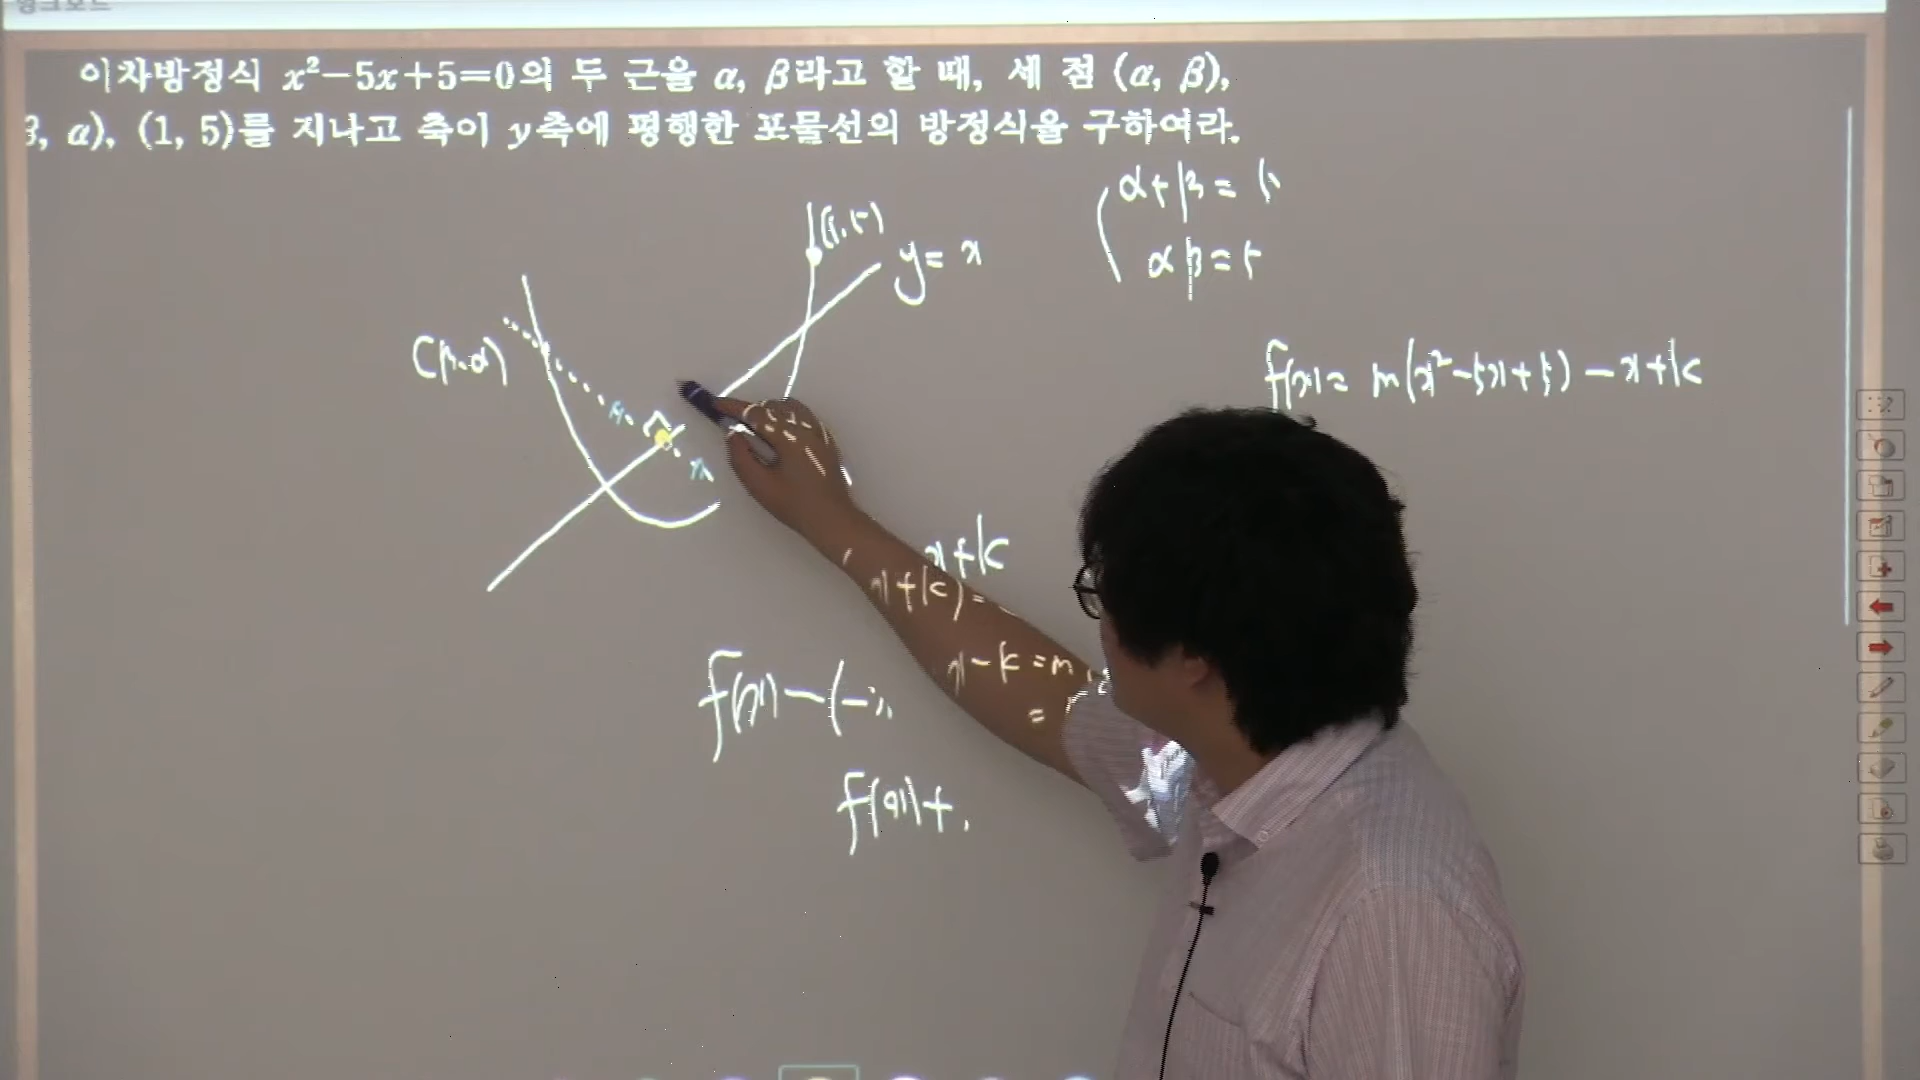 이차방정식 x²−5x+5=0의 두 근을 α, β라고 할 때, 세 점 (α, β),
β, α), (1, 5)를 지나고 축이 y축에 평행한 포물선의 방정식을 구하여라.
α+β = 5
αβ = 5
(1, 5)
y = x
C(β, α)
f(x) = m(x²−5x+5) −x+k
x+k
x+k) =
x−k = m
f(x)−(−x
=
f(x)+